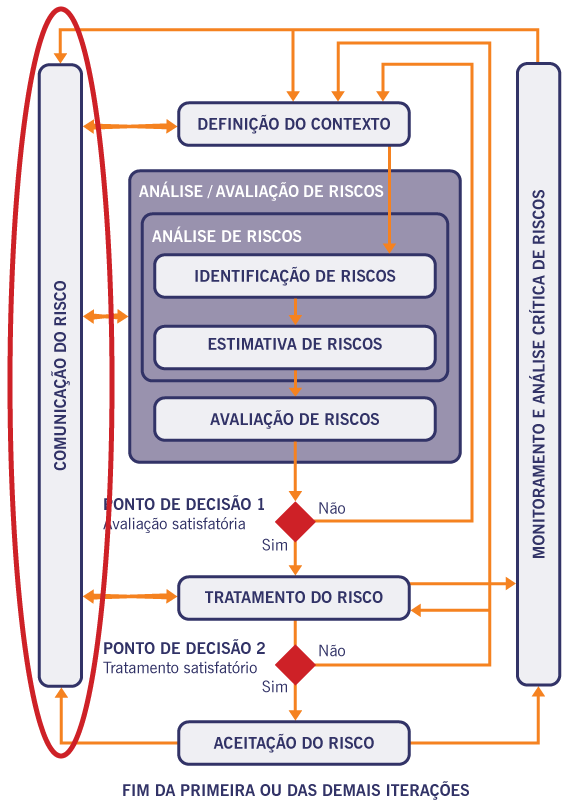 DEFINIÇÃO DO CONTEXTO
ANÁLISE / AVALIAÇÃO DE RISCOS
ANÁLISE DE RISCOS
IDENTIFICAÇÃO DE RISCOS
ESTIMATIVA DE RISCOS
AVALIAÇÃO DE RISCOS
COMUNICAÇÃO DO RISCO
MONITORAMENTO E ANÁLISE CRÍTICA DE RISCOS
PONTO DE DECISÃO 1
Avaliação satisfatória
Não
Sim
TRATAMENTO DO RISCO
PONTO DE DECISÃO 2
Tratamento satisfatório
Não
Sim
ACEITAÇÃO DO RISCO
FIM DA PRIMEIRA OU DAS DEMAIS ITERAÇÕES